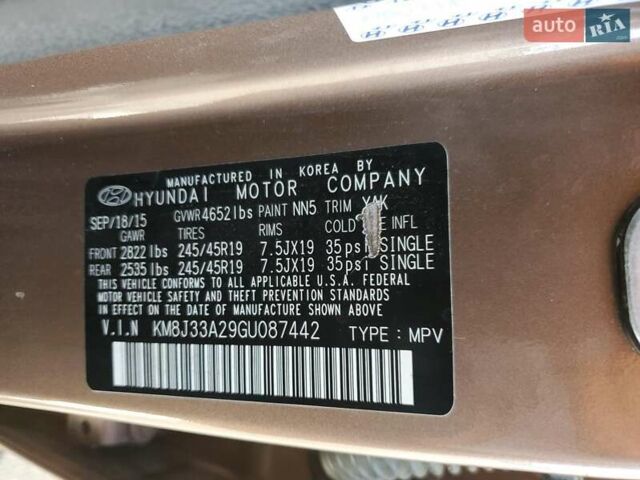 auto RIA
.com
MANUFACTURED IN KOREA BY
HYUNDAI MOTOR COMPANY
SEP/18/15 GVWR 4652lbs PAINT NN5 TRIM YAK
GAWR TIRES RIMS COLD TIRE INFL
FRONT 2822 lbs 245/45R19 7.5JX19 35psi SINGLE
REAR 2535 lbs 245/45R19 7.5JX19 35psi SINGLE
THIS VEHICLE CONFORMS TO ALL APPLICABLE U.S.A. FEDERAL
MOTOR VEHICLE SAFETY, BUMPER, AND THEFT PREVENTION STANDARDS
IN EFFECT ON THE DATE OF MANUFACTURE SHOWN ABOVE.
V.I.N KM8J33A29GU087442 TYPE : MPV